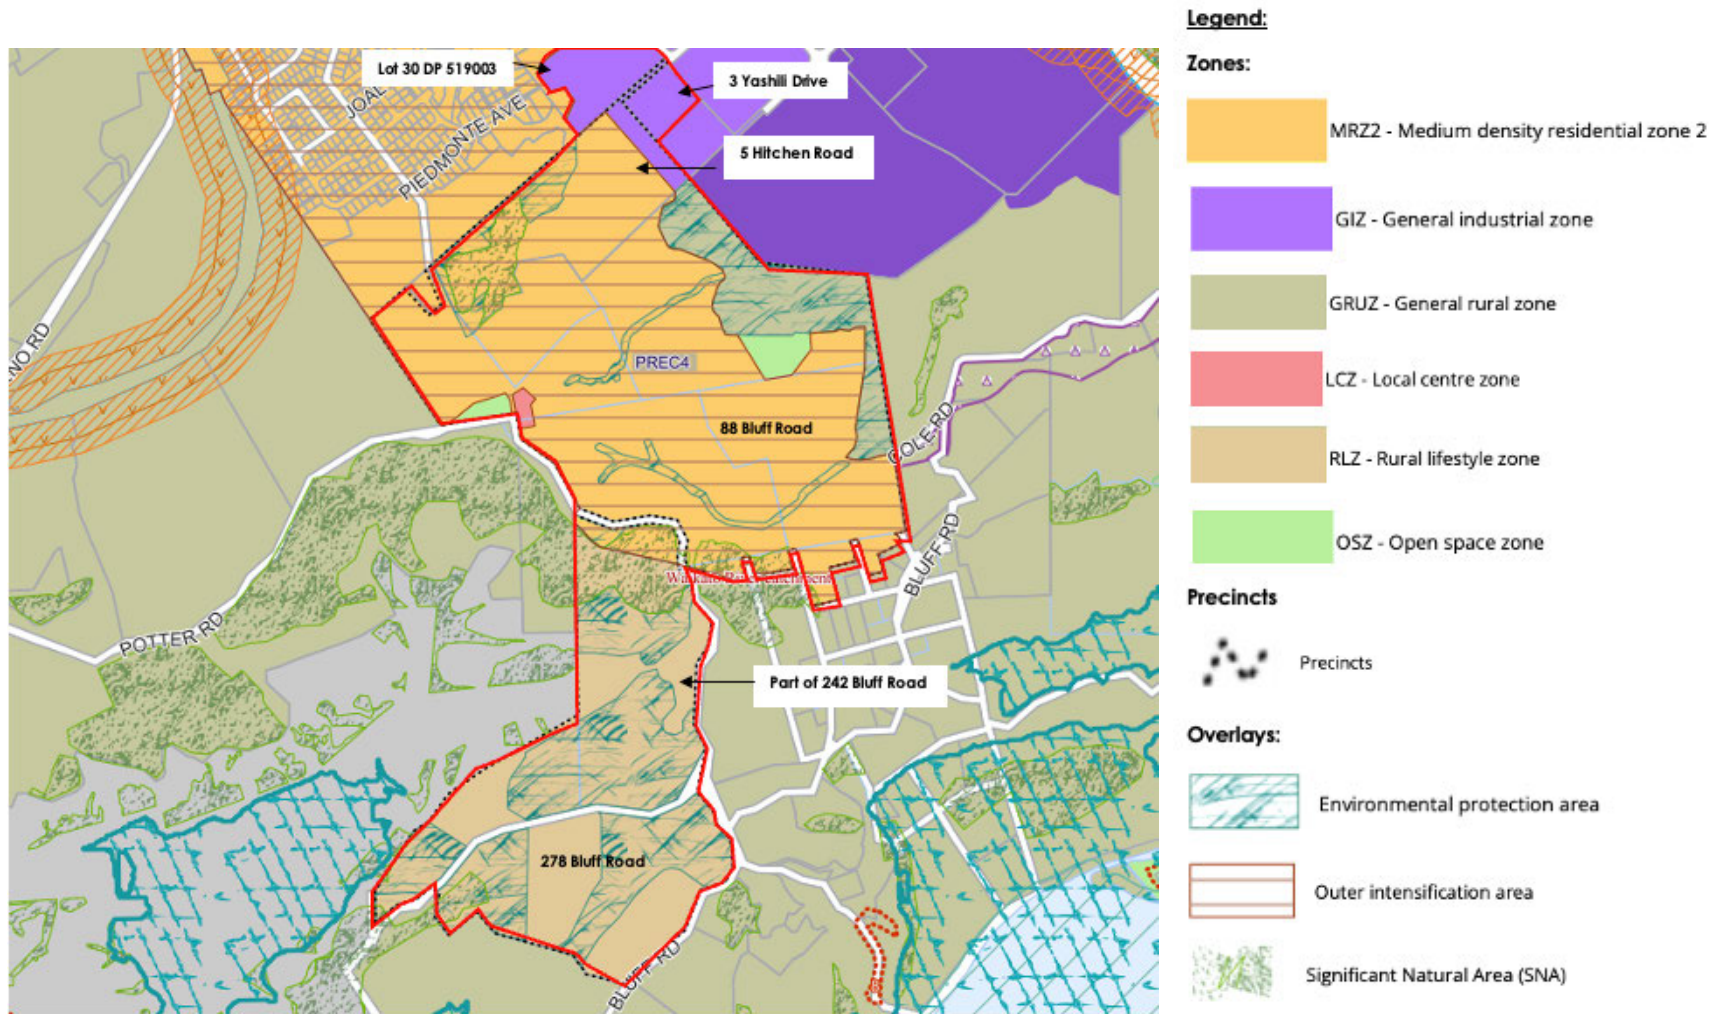 Legend:
Zones:
MRZ2 - Medium density residential zone 2
GIZ - General industrial zone
GRUZ - General rural zone
LCZ - Local centre zone
RLZ - Rural lifestyle zone
OSZ - Open space zone
Precincts
Precincts
Overlays:
Environmental protection area
Outer intensification area
Significant Natural Area (SNA)
Lot 30 DP 519003
3 Yashili Drive
JOAL
PIEDMONTE AVE
5 Hitchen Road
NO RD
PREC4
88 Bluff Road
COLE RD
BLUFF RD
POTTER RD
Part of 242 Bluff Road
278 Bluff Road
BLUFF RD